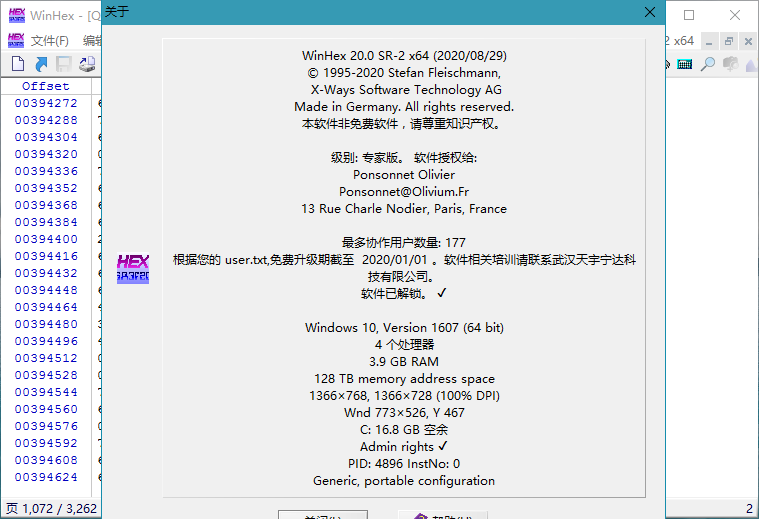 WinHex - [Q
关于
文件(F)
x64
Offset
00394272
00394288
00394304
00394320
00394336
00394352
00394368
00394384
00394400
00394416
00394432
00394448
00394464
00394480
00394496
00394512
00394528
00394544
00394560
00394576
00394592
00394608
00394624
WinHex 20.0 SR-2 x64 (2020/08/29)
© 1995-2020 Stefan Fleischmann,
X-Ways Software Technology AG
Made in Germany. All rights reserved.
本软件非免费软件，请尊重知识产权。
级别: 专家版。 软件授权给:
Ponsonnet Olivier
Ponsonnet@Olivium.Fr
13 Rue Charle Nodier, Paris, France
最多协作用户数量: 177
根据您的 user.txt,免费升级期截至 2020/01/01 。软件相关培训请联系武汉天宇宁达科
技有限公司。
软件已解锁。 ✓
Windows 10, Version 1607 (64 bit)
4 个处理器
3.9 GB RAM
128 TB memory address space
1366×768, 1366×728 (100% DPI)
Wnd 773×526, Y 467
C: 16.8 GB 空余
Admin rights ✓
PID: 4896 InstNo: 0
Generic, portable configuration
页 1,072 / 3,262
2